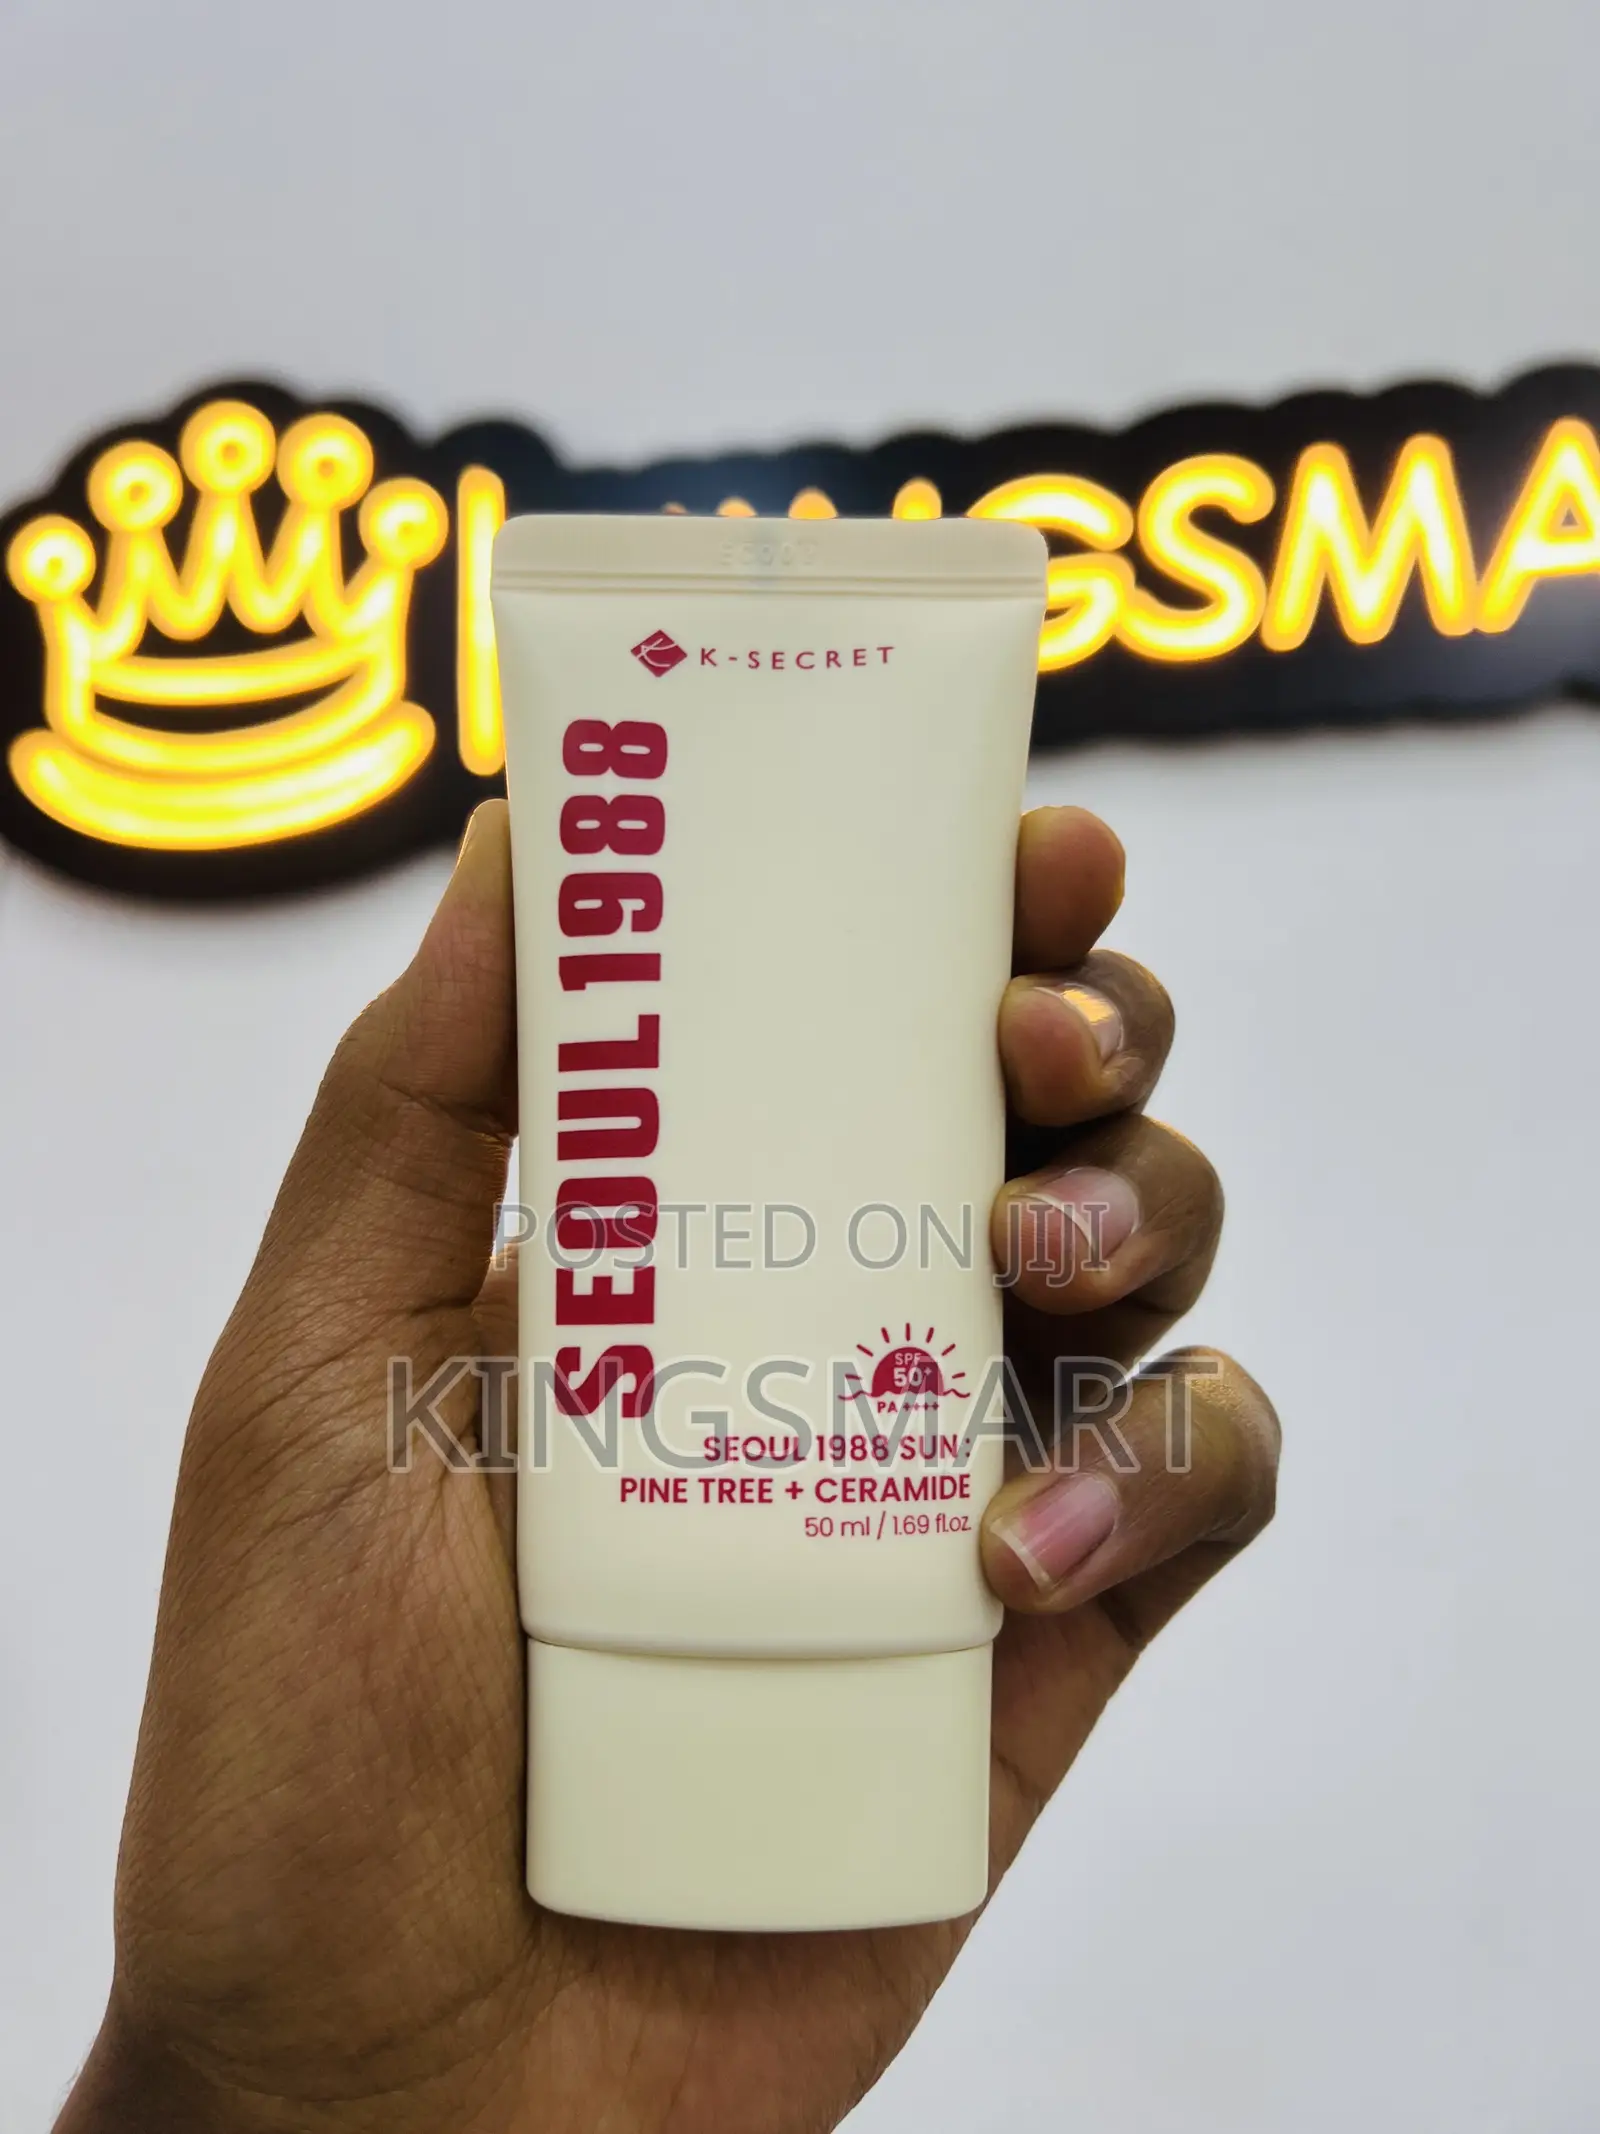 KINGSMA
K-SECRET
SEOUL 1988
POSTED ON JIJI
SPF
50+
PA ++++
KINGSMART
SEOUL 1988 SUN :
PINE TREE + CERAMIDE
50 ml / 1.69 fl.oz.